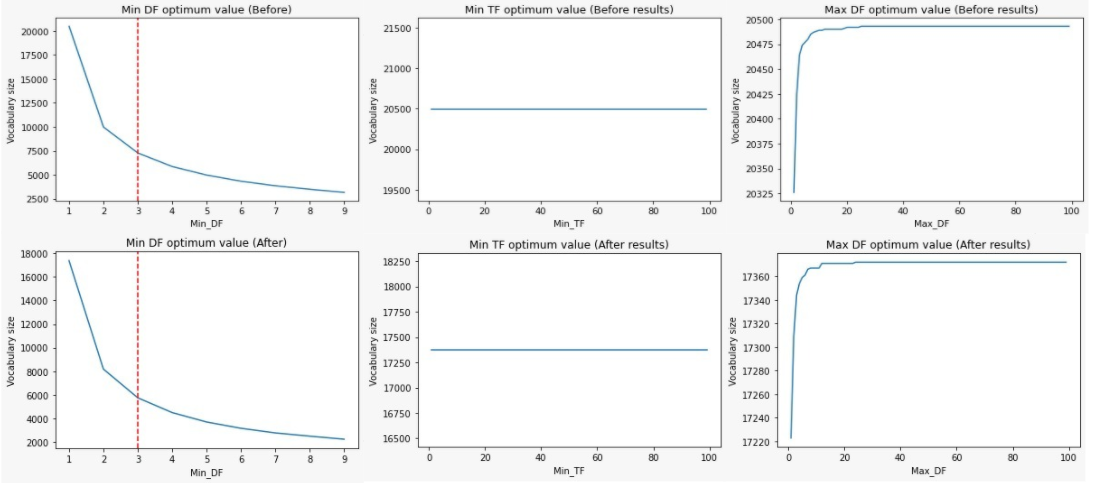 Min DF optimum value (Before)
Vocabulary size
20000
17500
15000
12500
10000
7500
5000
2500
1 2 3 4 5 6 7 8 9
Min_DF
Min TF optimum value (Before results)
Vocabulary size
21500
21000
20500
20000
19500
0 20 40 60 80 100
Min_TF
Max DF optimum value (Before results)
Vocabulary size
20500
20475
20450
20425
20400
20375
20350
20325
0 20 40 60 80 100
Max_DF
Min DF optimum value (After)
Vocabulary size
18000
16000
14000
12000
10000
8000
6000
4000
2000
1 2 3 4 5 6 7 8 9
Min_DF
Min TF optimum value (After results)
Vocabulary size
18250
18000
17750
17500
17250
17000
16750
16500
0 20 40 60 80 100
Min_TF
Max DF optimum value (After results)
Vocabulary size
17360
17340
17320
17300
17280
17260
17240
17220
0 20 40 60 80 100
Max_DF